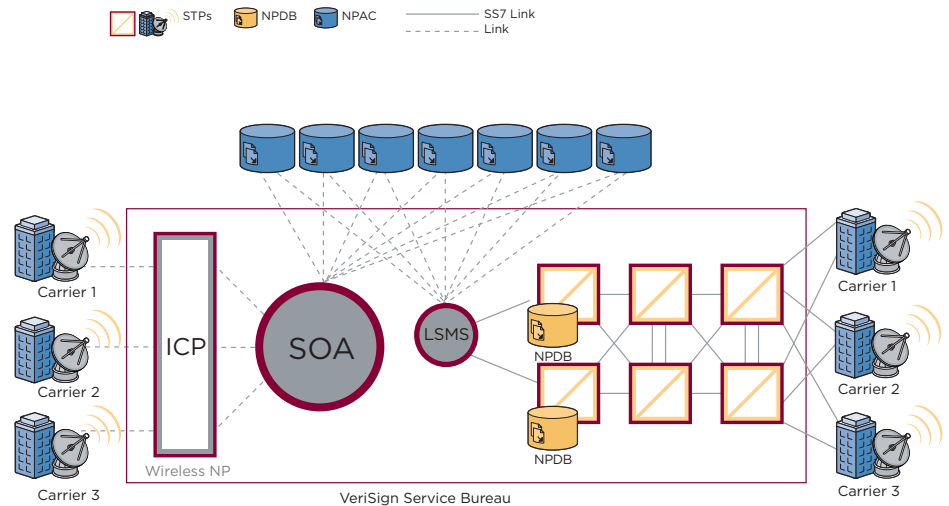 STPs
NPDB
NPAC
SS7 Link
Link
Carrier 1
Carrier 2
Carrier 3
ICP
Wireless NP
SOA
LSMS
NPDB
NPDB
Carrier 1
Carrier 2
Carrier 3
VeriSign Service Bureau